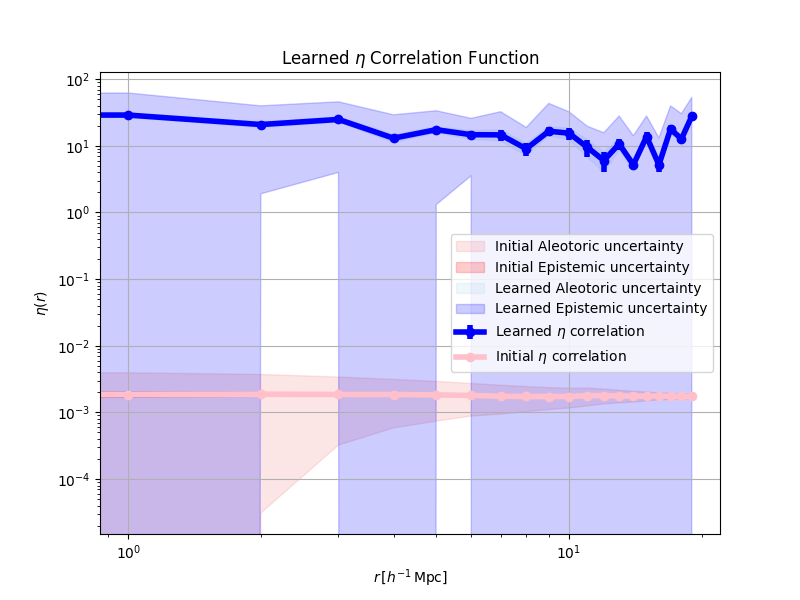 Learned η Correlation Function
η(r)
10²
10¹
10⁰
10⁻¹
10⁻²
10⁻³
10⁻⁴
Initial Aleotoric uncertainty
Initial Epistemic uncertainty
Learned Aleotoric uncertainty
Learned Epistemic uncertainty
Learned η correlation
Initial η correlation
10⁰ 10¹
r [h⁻¹ Mpc]